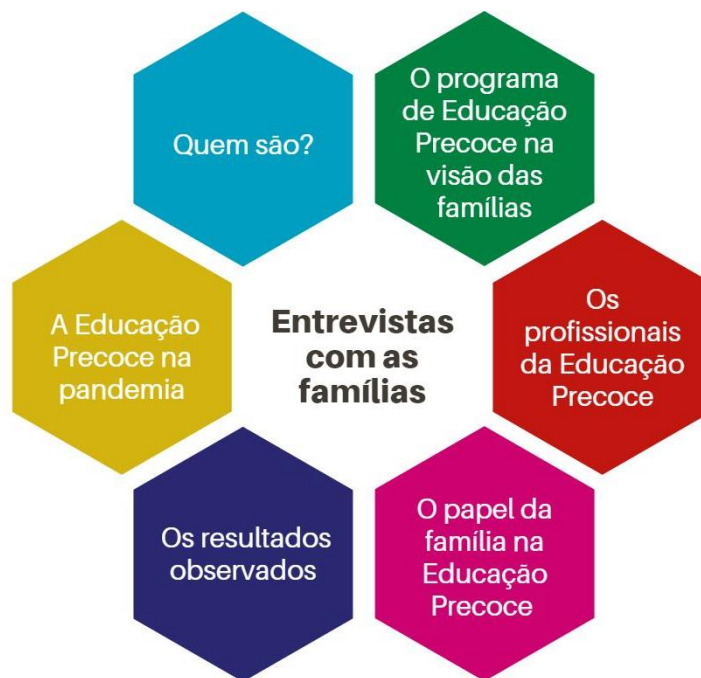 Quem são?
O programa
de Educação
Precoce na
visão das
famílias
A Educação
Precoce na
pandemia
Entrevistas
com as
famílias
Os
profissionais
da Educação
Precoce
Os resultados
observados
O papel da
família na
Educação
Precoce